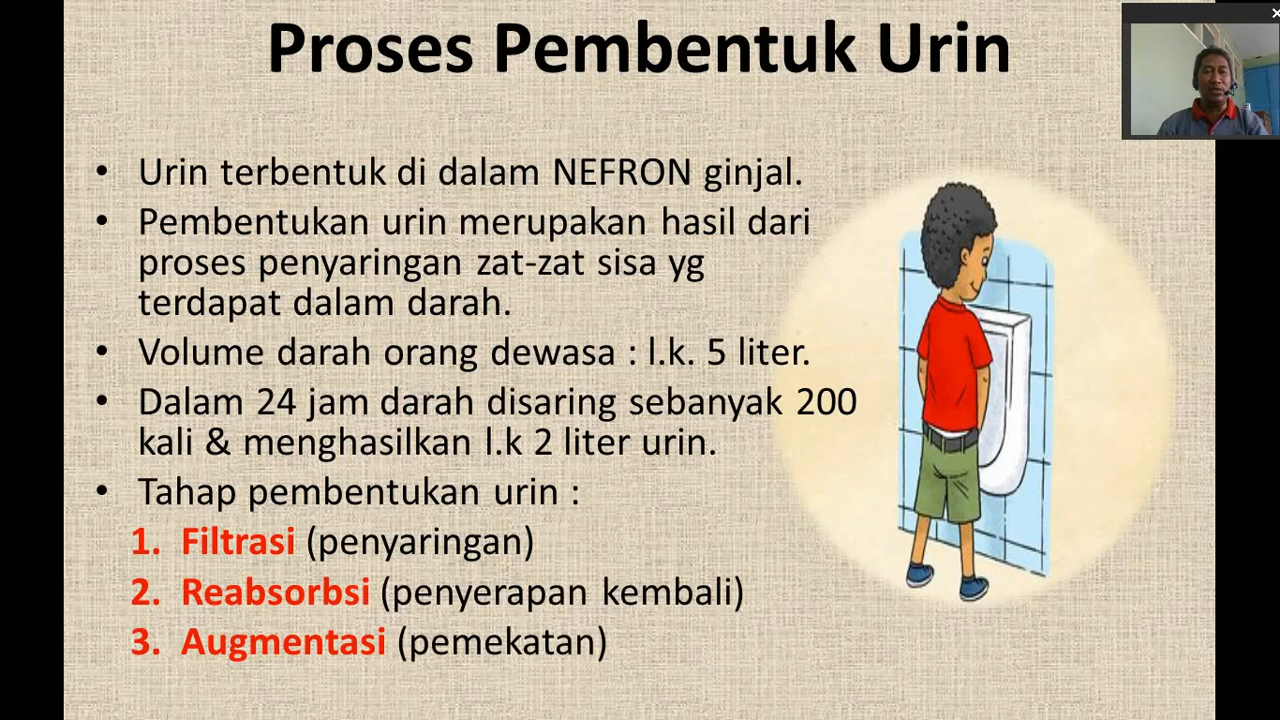 Proses Pembentuk Urin
• Urin terbentuk di dalam NEFRON ginjal.
• Pembentukan urin merupakan hasil dari
proses penyaringan zat-zat sisa yg
terdapat dalam darah.
• Volume darah orang dewasa : l.k. 5 liter.
• Dalam 24 jam darah disaring sebanyak 200
kali & menghasilkan l.k 2 liter urin.
• Tahap pembentukan urin :
1. Filtrasi (penyaringan)
2. Reabsorbsi (penyerapan kembali)
3. Augmentasi (pemekatan)